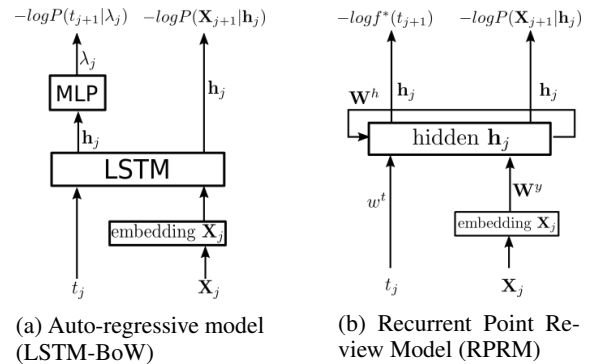 −logP(t_{j+1}|λ_j) −logP(X_{j+1}|h_j)
λ_j
MLP
h_j
h_j
LSTM
embedding X_j
t_j X_j
(a) Auto-regressive model
(LSTM-BoW)
−logf*(t_{j+1}) −logP(X_{j+1}|h_j)
h_j h_j
W^h
hidden h_j
w^t W^y
embedding X_j
t_j X_j
(b) Recurrent Point Re-
view Model (RPRM)